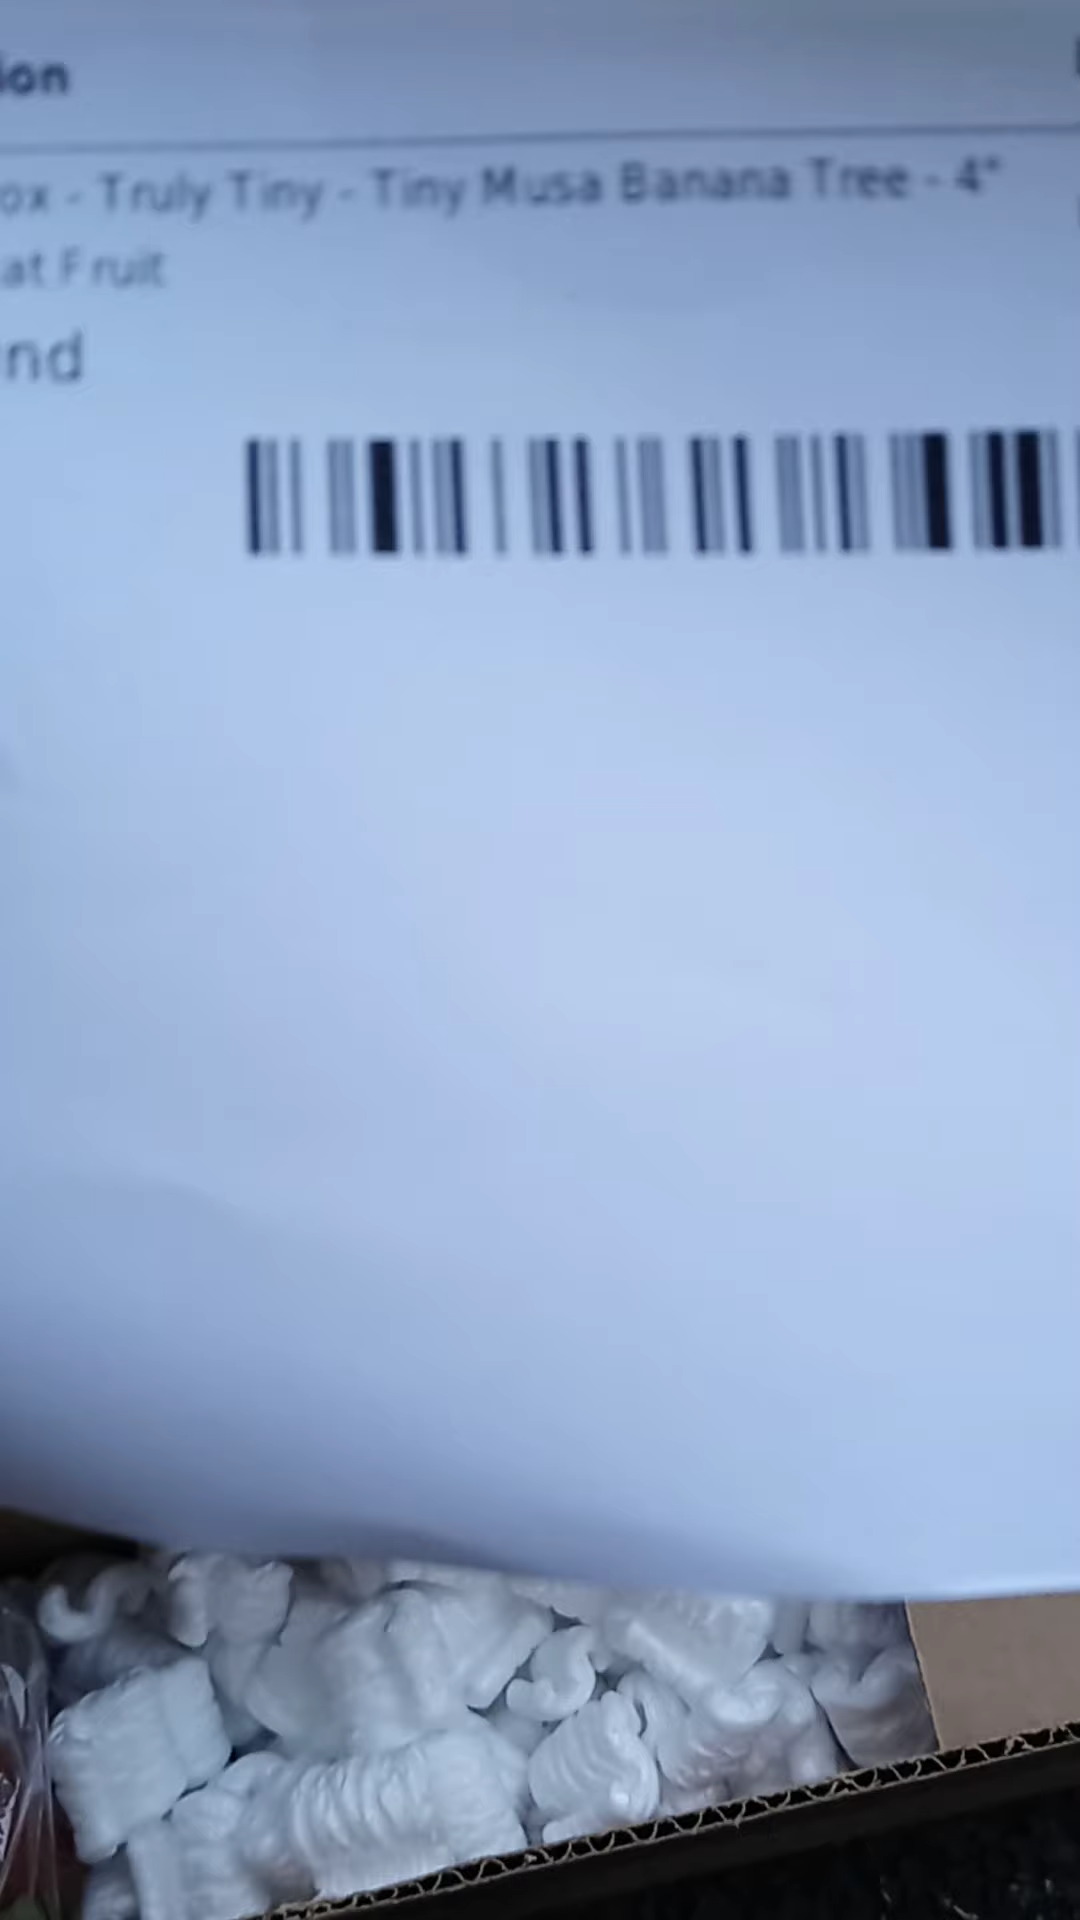 ion
ox - Truly Tiny - Tiny Musa Banana Tree - 4"
at Fruit
nd